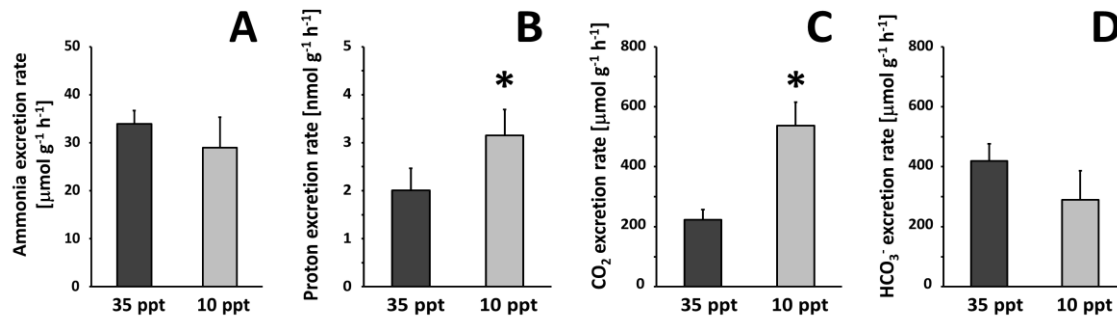 A
Ammonia excretion rate
[μmol g⁻¹ h⁻¹]
50
40
30
20
10
0
35 ppt 10 ppt
B
Proton excretion rate [nmol g⁻¹ h⁻¹]
5
4
3
2
1
0
*
35 ppt 10 ppt
C
CO₂ excretion rate [μmol g⁻¹ h⁻¹]
800
600
400
200
0
*
35 ppt 10 ppt
D
HCO₃⁻ excretion rate [μmol g⁻¹ h⁻¹]
800
600
400
200
0
35 ppt 10 ppt